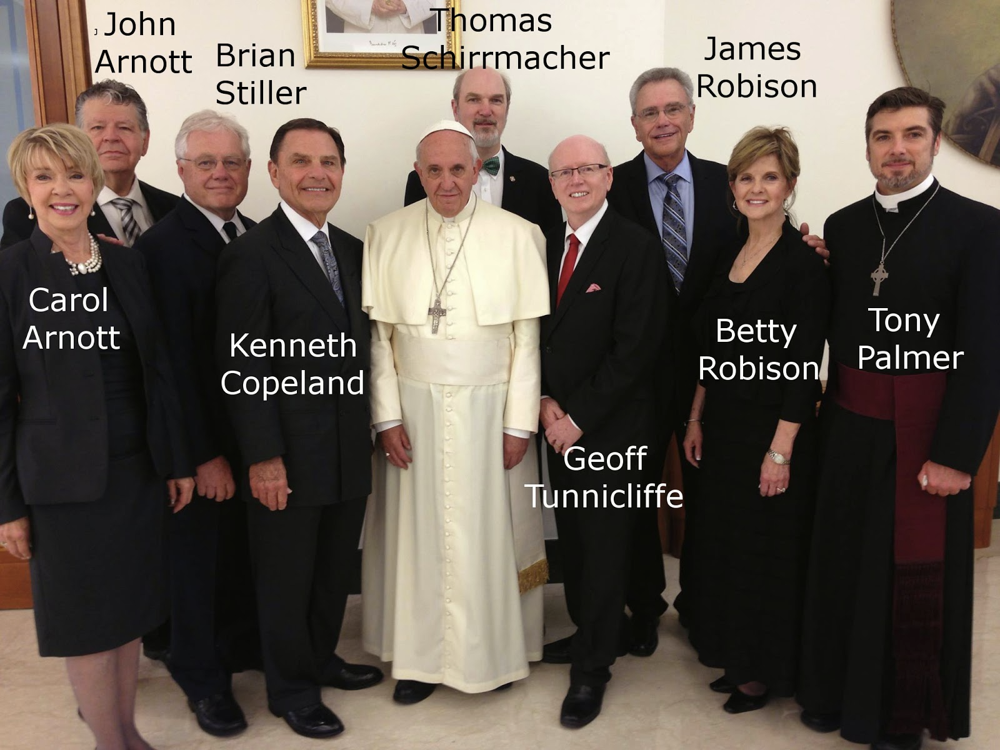 J John
Arnott
Brian
Stiller
Thomas
Schirrmacher
James
Robison
Carol
Arnott
Kenneth
Copeland
Geoff
Tunnicliffe
Betty
Robison
Tony
Palmer